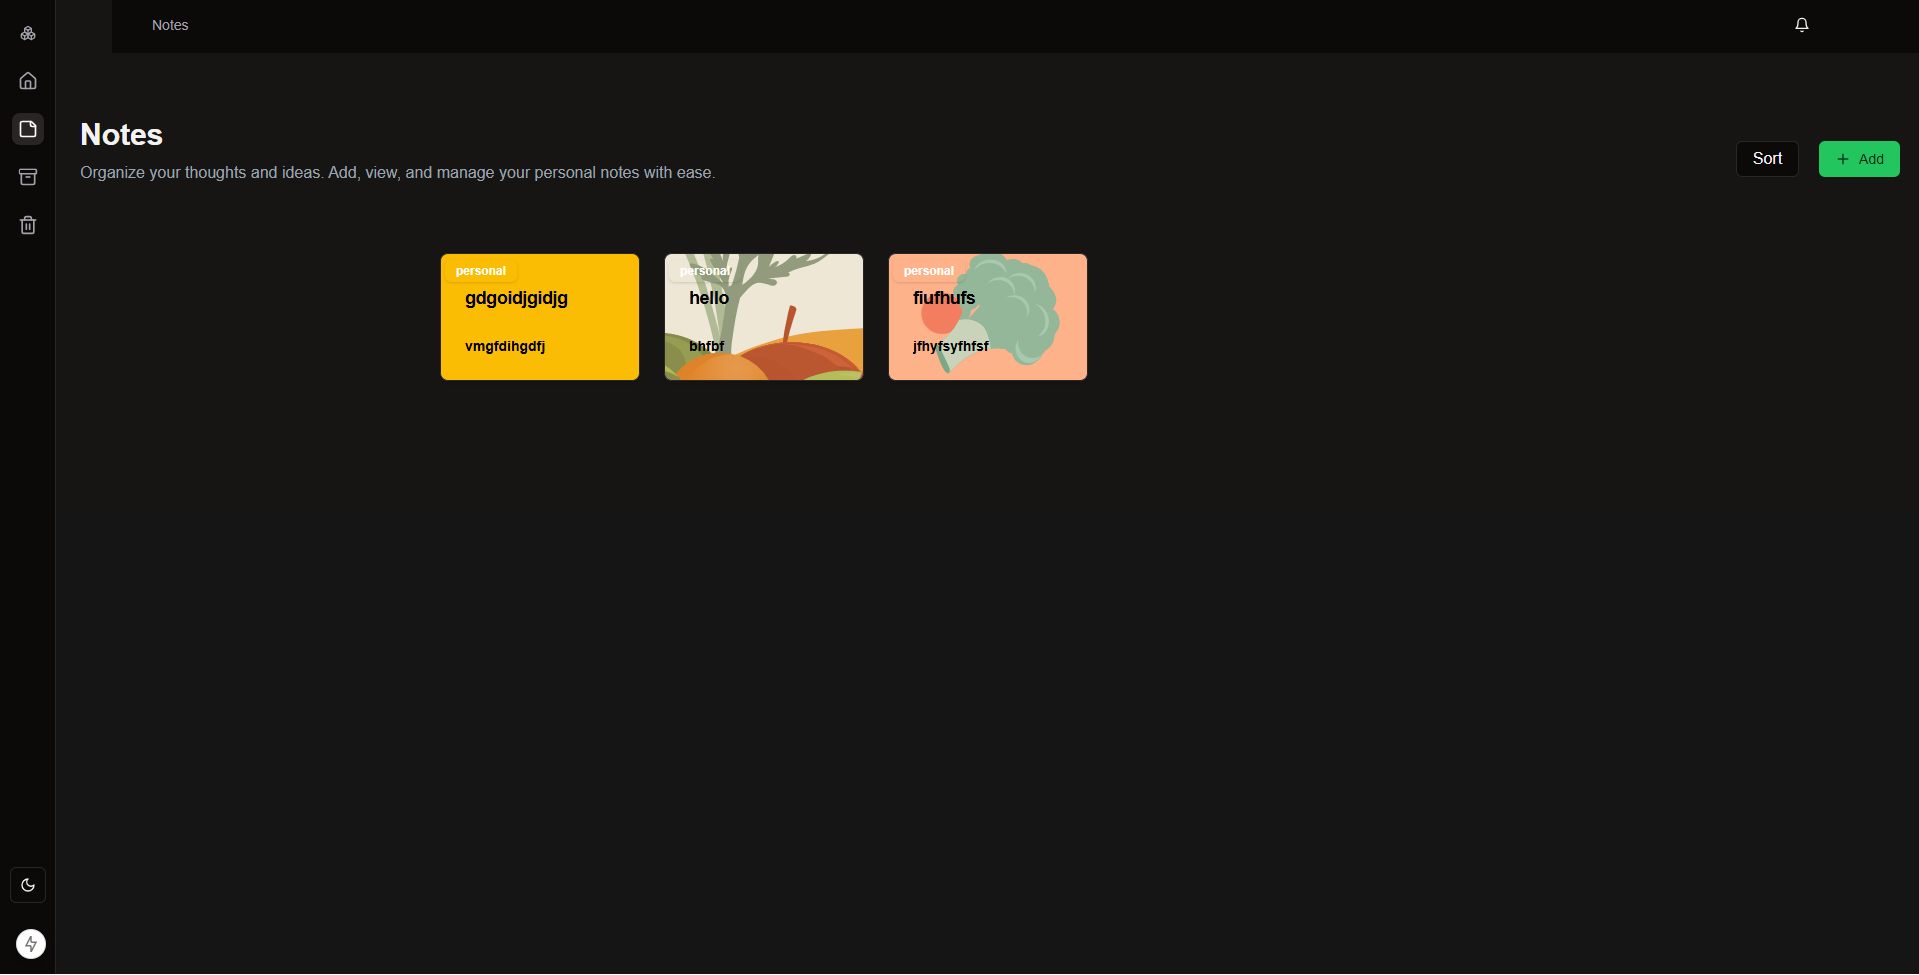 Notes
Notes
Organize your thoughts and ideas. Add, view, and manage your personal notes with ease.
Sort
Add
personal
gdgoidjgidjg
vmgfdihgdfj
personal
hello
bhfbf
personal
fiufhufs
jfhyfsyfhfsf